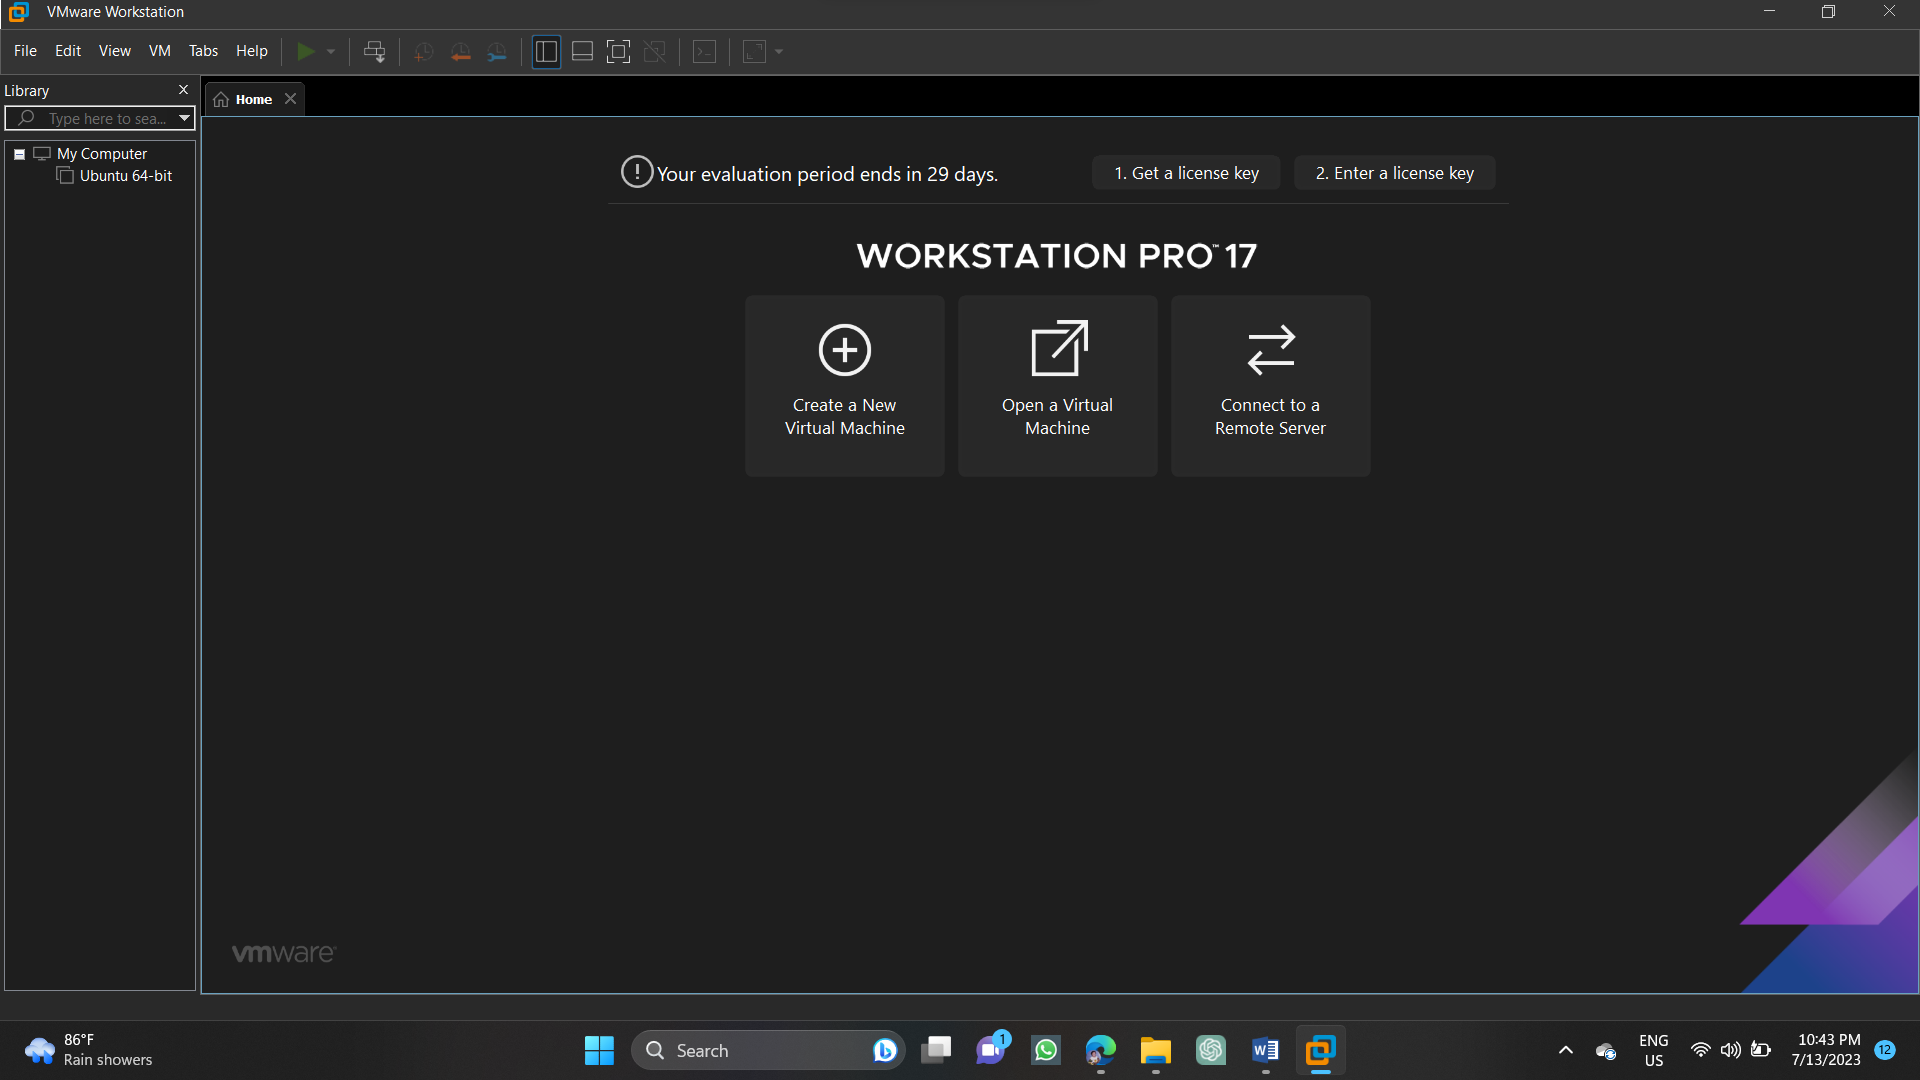 VMware Workstation
File Edit View VM Tabs Help
Library
Home
Type here to sea...
My Computer
Ubuntu 64-bit
Your evaluation period ends in 29 days.
1. Get a license key
2. Enter a license key
WORKSTATION PRO™ 17
Create a New
Virtual Machine
Open a Virtual
Machine
Connect to a
Remote Server
vmware®
86°F
Rain showers
Search
1
ENG
US
10:43 PM
7/13/2023
12